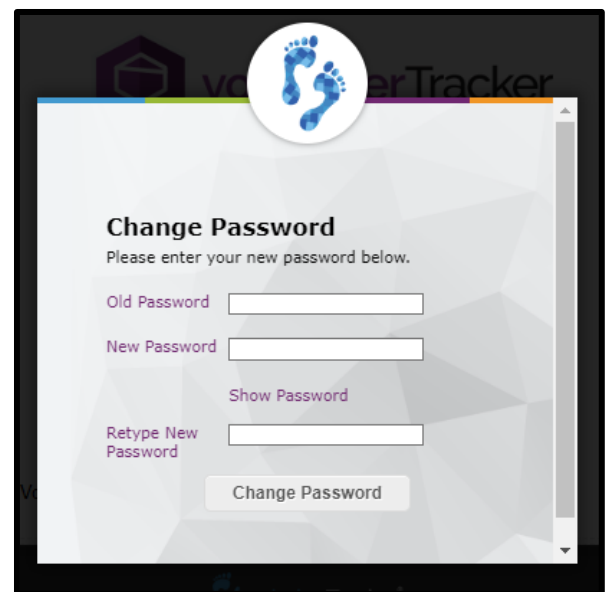 erTracker
Change Password
Please enter your new password below.
Old Password
New Password
Show Password
Retype New
Password
Change Password